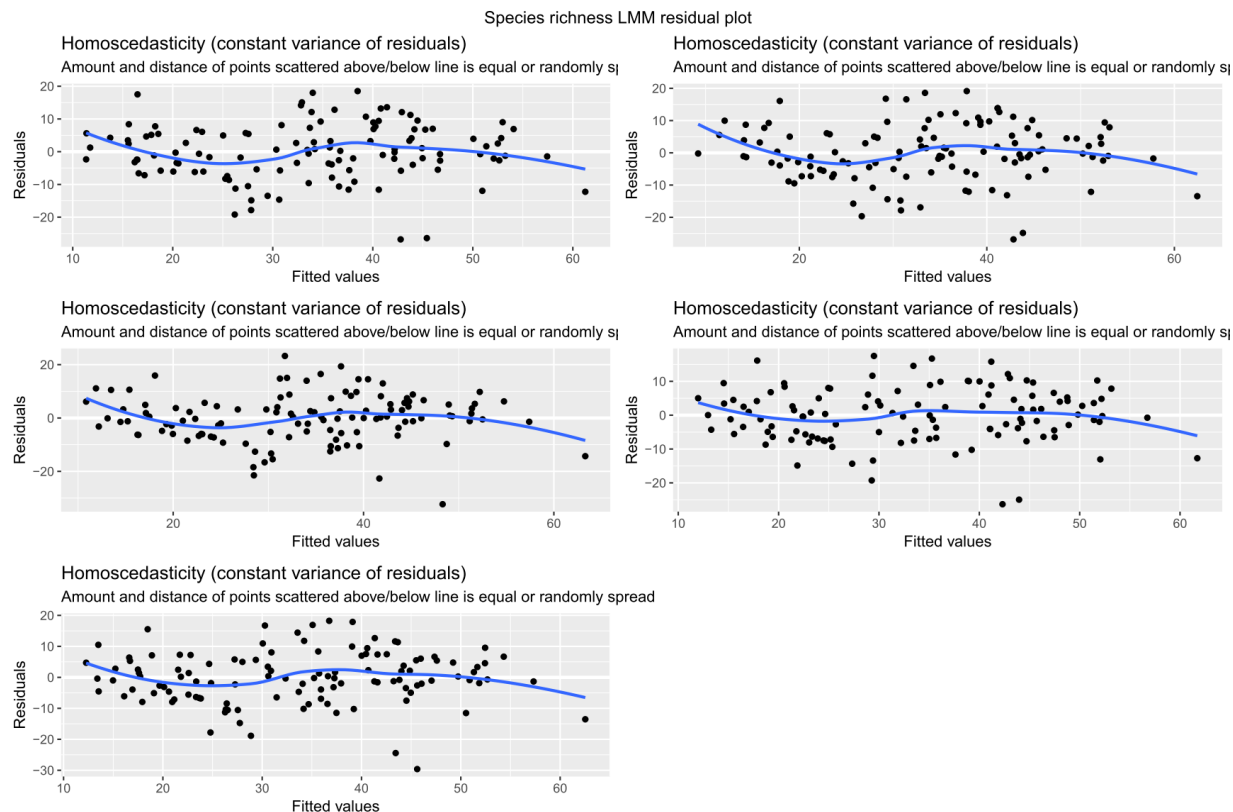 Species richness LMM residual plot
Homoscedasticity (constant variance of residuals)
Amount and distance of points scattered above/below line is equal or randomly sp
20
10
0
−10
−20
Residuals
10 20 30 40 50 60
Fitted values
Homoscedasticity (constant variance of residuals)
Amount and distance of points scattered above/below line is equal or randomly sp
20
10
0
−10
−20
Residuals
20 40 60
Fitted values
Homoscedasticity (constant variance of residuals)
Amount and distance of points scattered above/below line is equal or randomly sp
20
0
−20
Residuals
20 40 60
Fitted values
Homoscedasticity (constant variance of residuals)
Amount and distance of points scattered above/below line is equal or randomly sp
10
0
−10
−20
Residuals
10 20 30 40 50 60
Fitted values
Homoscedasticity (constant variance of residuals)
Amount and distance of points scattered above/below line is equal or randomly spread
20
10
0
−10
−20
−30
Residuals
10 20 30 40 50 60
Fitted values